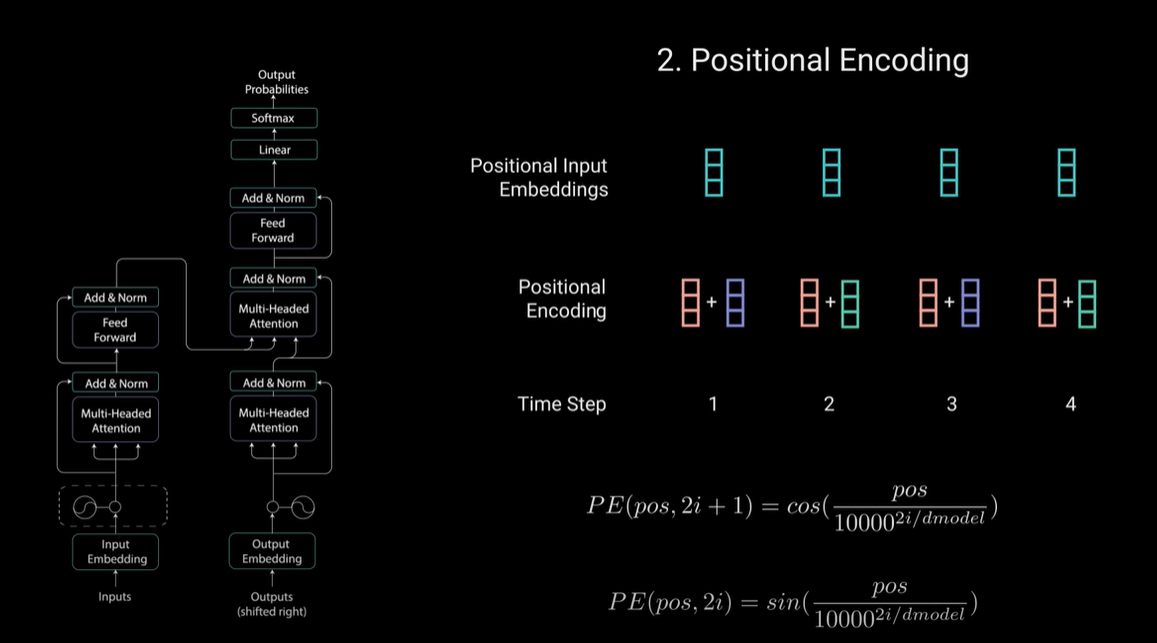 2. Positional Encoding
Output
Probabilities
Softmax
Linear
Add & Norm
Feed
Forward
Add & Norm
Multi-Headed
Attention
Add & Norm
Multi-Headed
Attention
Output
Embedding
Outputs
(shifted right)
Add & Norm
Feed
Forward
Add & Norm
Multi-Headed
Attention
Input
Embedding
Inputs
Positional Input
Embeddings
Positional
Encoding
+ + + +
Time Step 1 2 3 4
PE(pos, 2i + 1) = cos(pos / 10000^{2i/dmodel})
PE(pos, 2i) = sin(pos / 10000^{2i/dmodel})